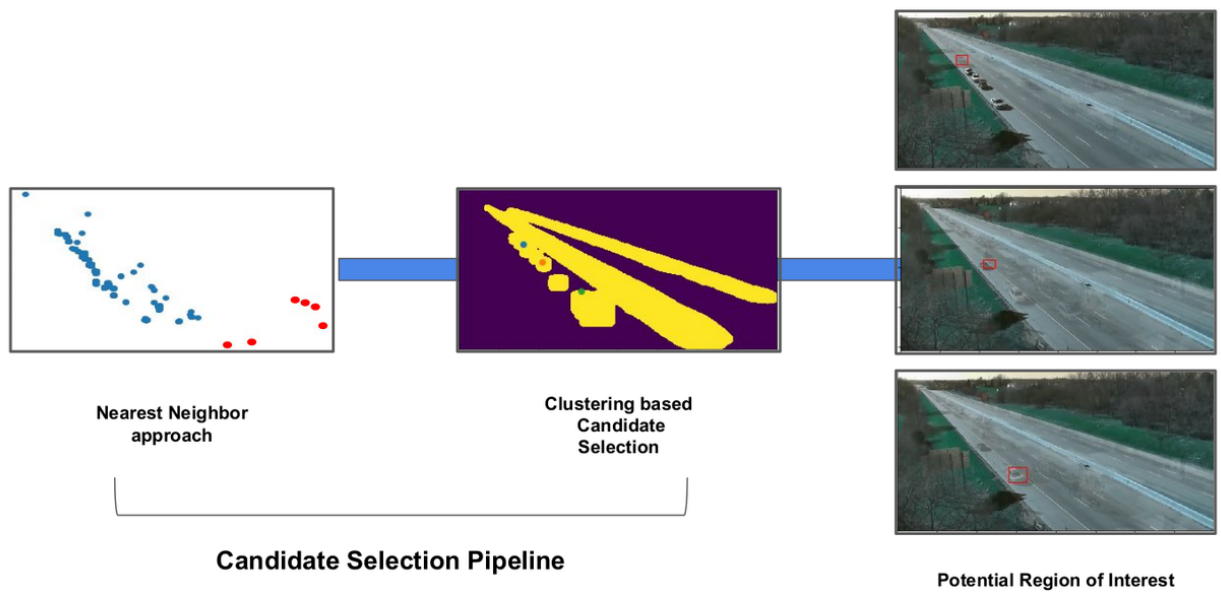 Nearest Neighbor
approach
Clustering based
Candidate
Selection
Candidate Selection Pipeline
Potential Region of Interest